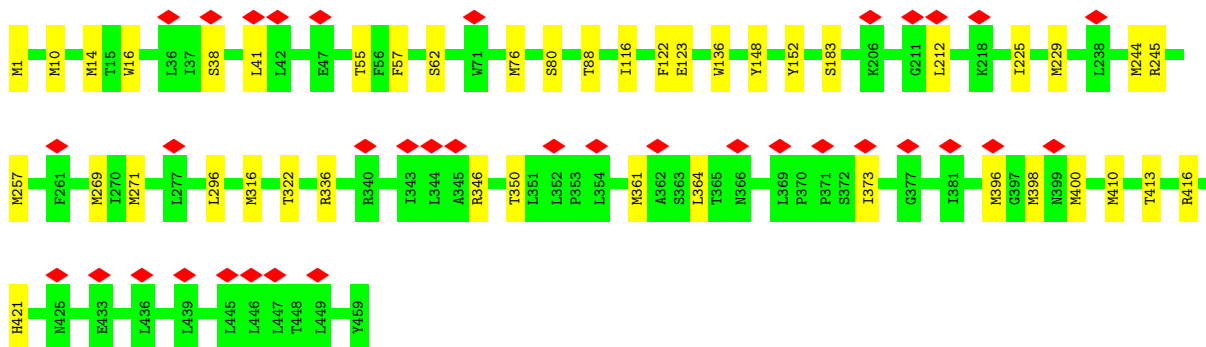 M1 M10 M14 T15 W16 L36 I37 S38 L41 L42 E47 T55 F56 F57 S62 W71 M76 S80 T88 I116 F122 E123 W136 Y148 Y152 S183 K206 G211 L212 K218 I225 M229 L238 M244 R245
M257 F261 M269 I270 M271 L277 L296 M316 T322 R336 R340 I343 L344 A345 R346 T350 L351 L352 P353 L354 M361 A362 S363 L364 T365 N366 L369 P370 P371 S372 I373 G377 I381 M396 G397 M398 N399 M400 M410 T413 R416
H421 N425 E433 L436 L439 L445 L446 L447 T448 L449 Y459